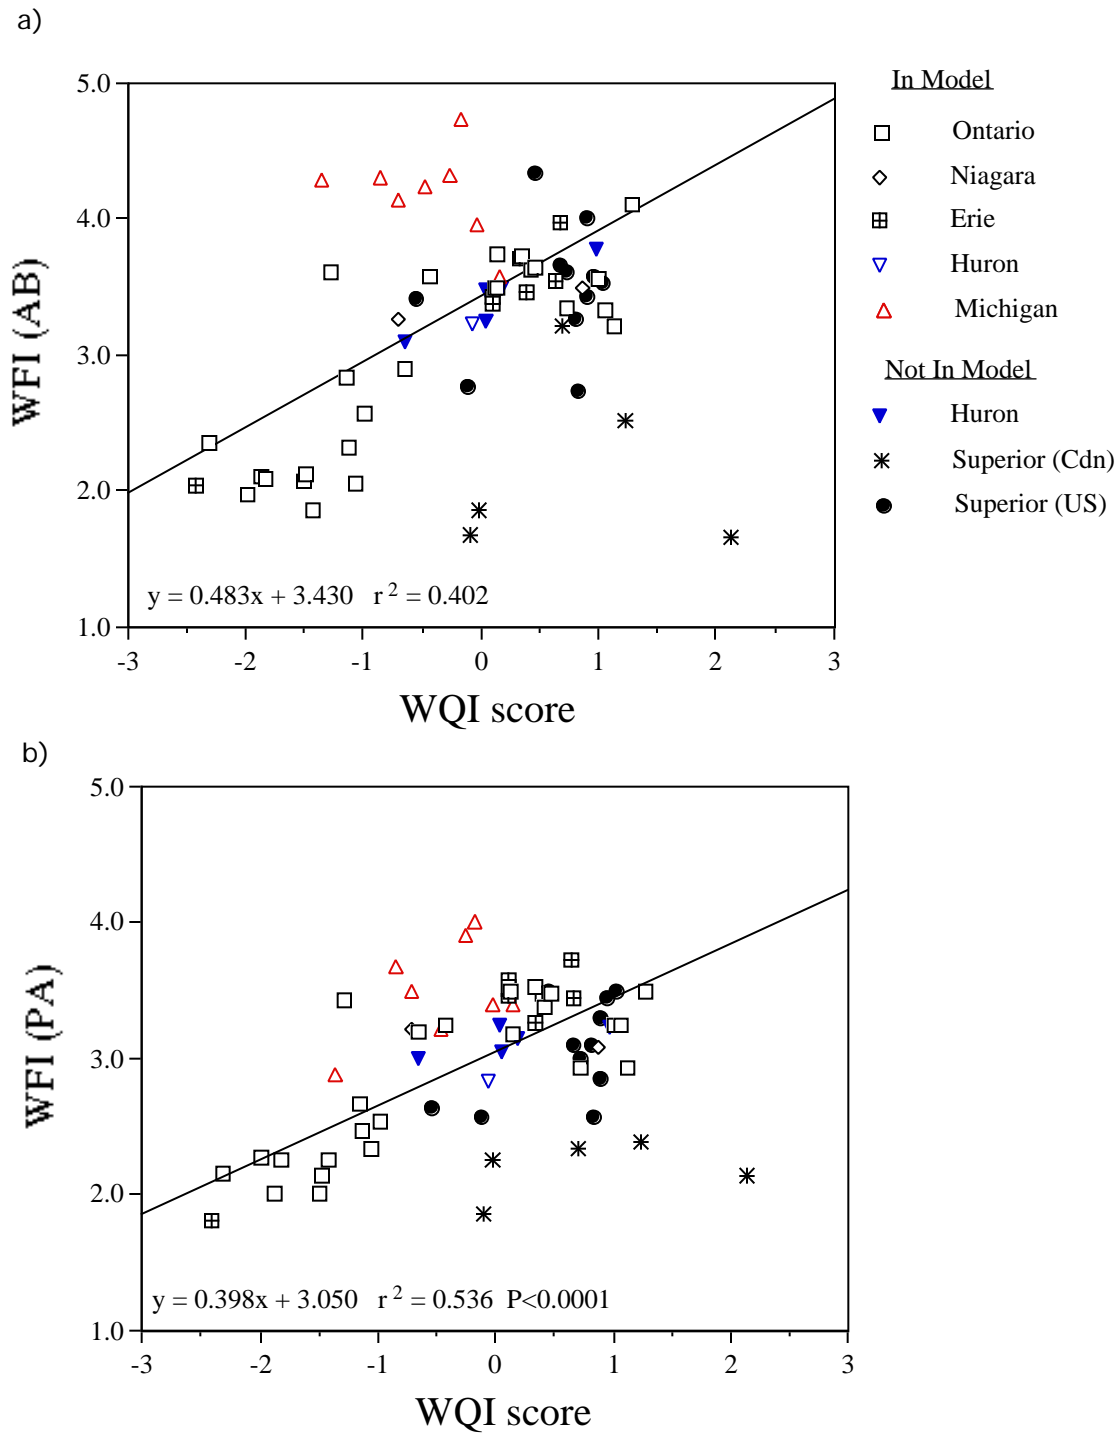 a)
5.0
4.0
3.0
2.0
1.0
WFI (AB)
y = 0.483x + 3.430 r² = 0.402
-3 -2 -1 0 1 2 3
WQI score
In Model
Ontario
Niagara
Erie
Huron
Michigan
Not In Model
Huron
Superior (Cdn)
Superior (US)
b)
5.0
4.0
3.0
2.0
1.0
WFI (PA)
y = 0.398x + 3.050 r² = 0.536 P<0.0001
-3 -2 -1 0 1 2 3
WQI score